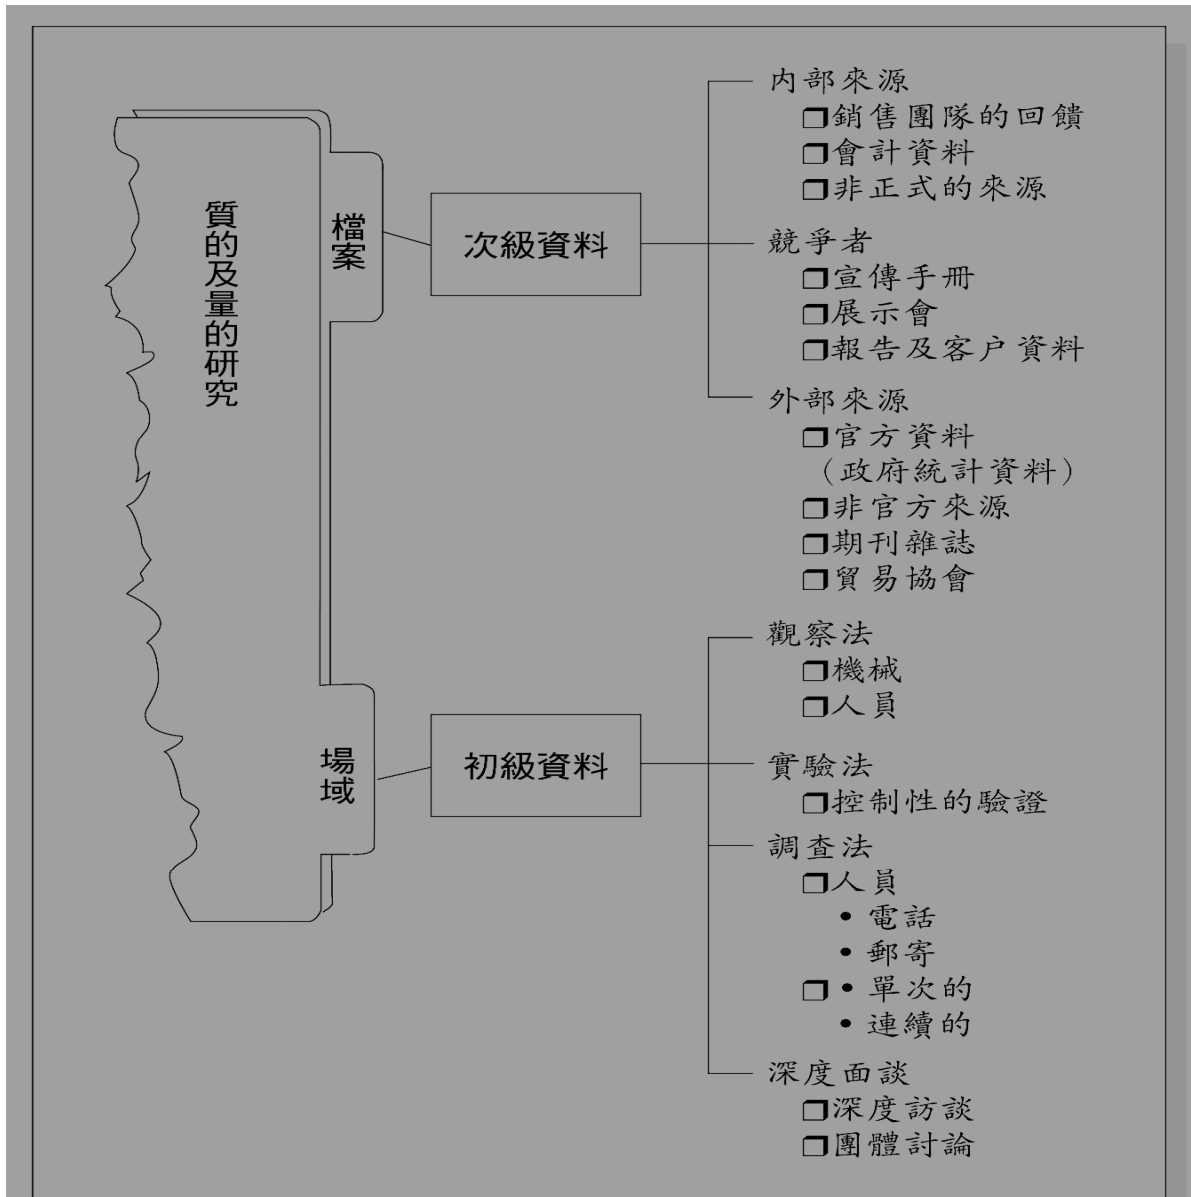 質的及量的研究
檔案
次級資料
內部來源
❒銷售團隊的回饋
❒會計資料
❒非正式的來源
競爭者
❒宣傳手冊
❒展示會
❒報告及客户資料
外部來源
❒官方資料
（政府統計資料）
❒非官方來源
❒期刊雜誌
❒貿易協會
場域
初級資料
觀察法
❒機械
❒人員
實驗法
❒控制性的驗證
調查法
❒人員
• 電話
• 郵寄
❒• 單次的
• 連續的
深度面談
❒深度訪談
❒團體討論